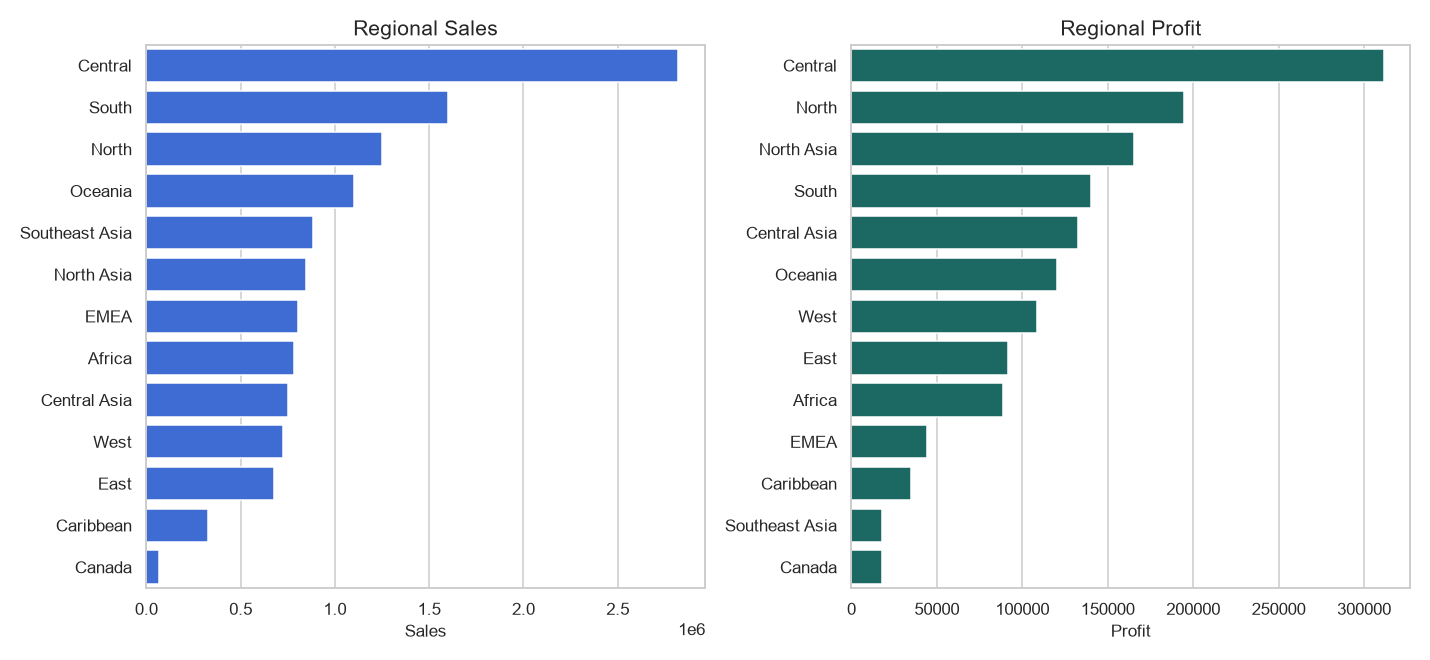 Regional Sales
Central
South
North
Oceania
Southeast Asia
North Asia
EMEA
Africa
Central Asia
West
East
Caribbean
Canada
0.0 0.5 1.0 1.5 2.0 2.5
Sales
1e6
Regional Profit
Central
North
North Asia
South
Central Asia
Oceania
West
East
Africa
EMEA
Caribbean
Southeast Asia
Canada
0 50000 100000 150000 200000 250000 300000
Profit